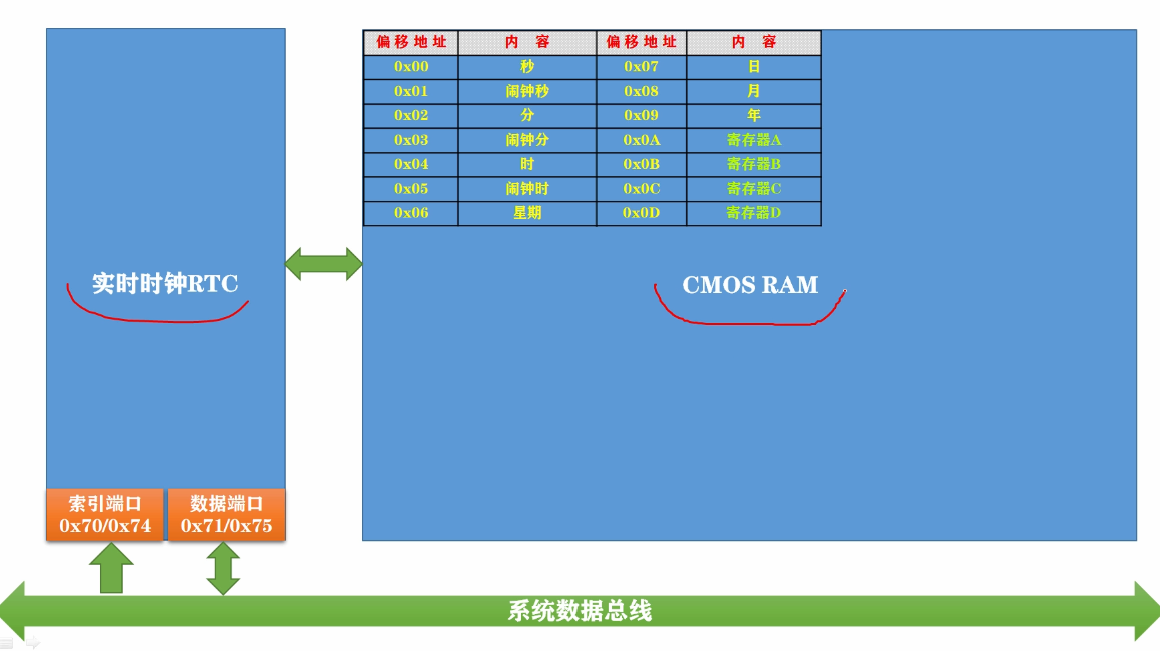 偏移地址 内 容 偏移地址 内 容
0x00 秒 0x07 日
0x01 闹钟秒 0x08 月
0x02 分 0x09 年
0x03 闹钟分 0x0A 寄存器A
0x04 时 0x0B 寄存器B
0x05 闹钟时 0x0C 寄存器C
0x06 星期 0x0D 寄存器D
实时时钟RTC
CMOS RAM
索引端口
0x70/0x74
数据端口
0x71/0x75
系统数据总线